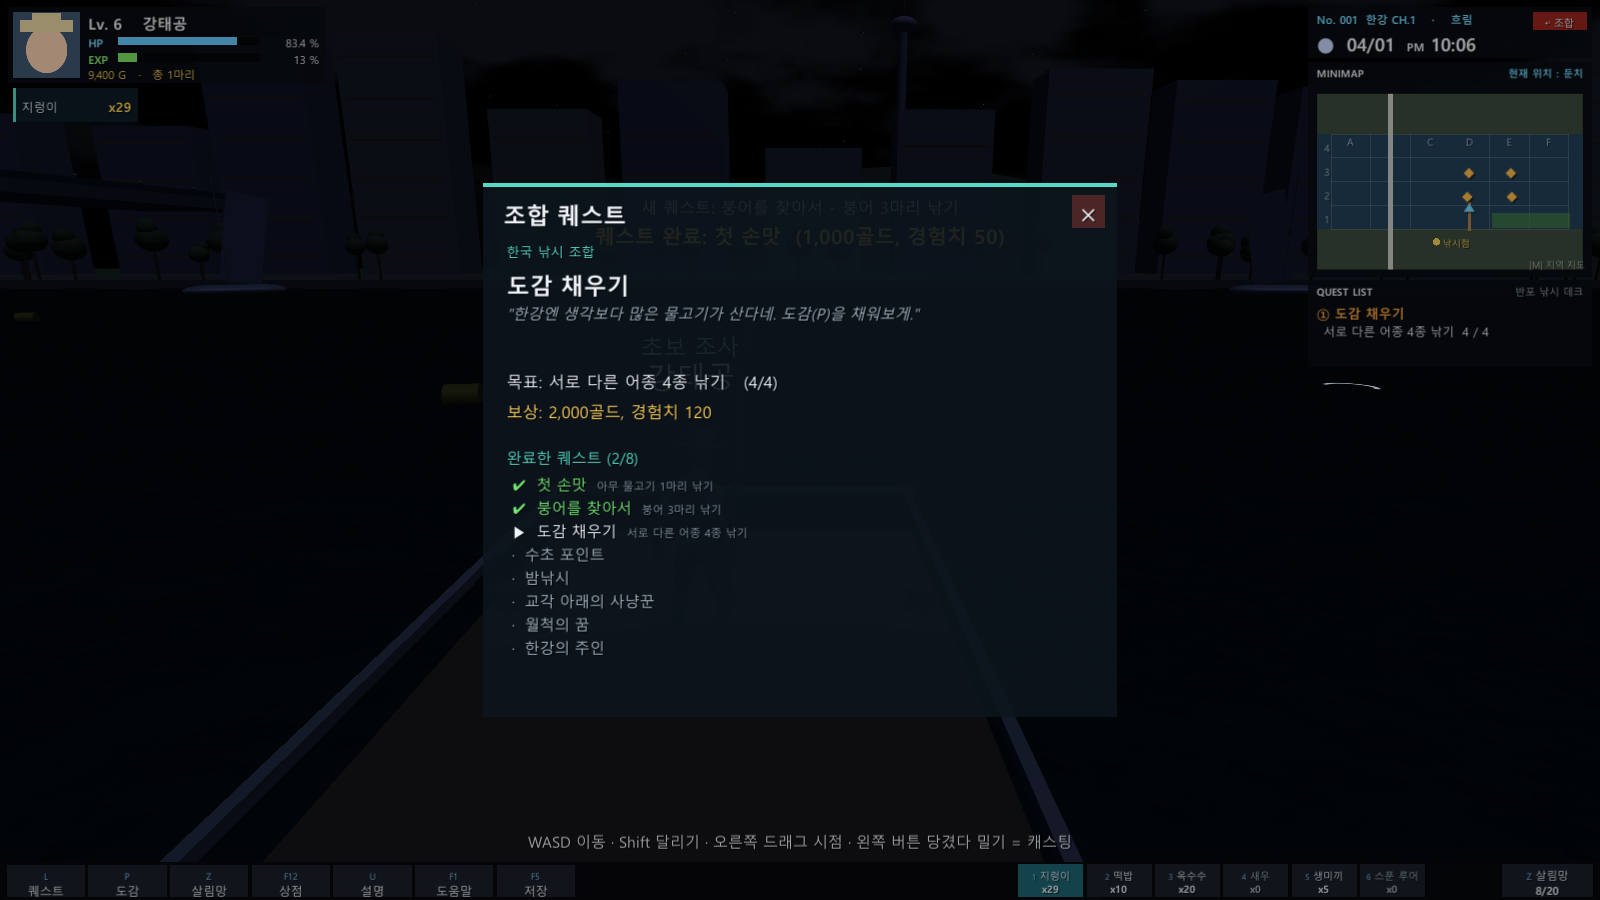 Lv. 6 강태공
HP 83.4 %
EXP 13 %
9,400 G · 총 1마리
지렁이 x29
No. 001 한강 CH.1 · 흐림
조합
04/01 PM 10:06
MINIMAP 현재 위치 : 둔치
A C D E F
4
3
2
1
낚시점
[M] 지역 지도
QUEST LIST 반포 낚시 데크
① 도감 채우기
서로 다른 어종 4종 낚기 4 / 4
새 퀘스트: 붕어를 찾아서 - 붕어 3마리 낚기
퀘스트 완료: 첫 손맛 (1,000골드, 경험치 50)
조합 퀘스트
한국 낚시 조합
도감 채우기
"한강엔 생각보다 많은 물고기가 산다네. 도감(P)을 채워보게."
초보 조사
강태공
목표: 서로 다른 어종 4종 낚기 (4/4)
보상: 2,000골드, 경험치 120
완료한 퀘스트 (2/8)
✔ 첫 손맛 아무 물고기 1마리 낚기
✔ 붕어를 찾아서 붕어 3마리 낚기
▶ 도감 채우기 서로 다른 어종 4종 낚기
· 수초 포인트
· 밤낚시
· 교각 아래의 사냥꾼
· 월척의 꿈
· 한강의 주인
WASD 이동 · Shift 달리기 · 오른쪽 드래그 시점 · 왼쪽 버튼 당겼다 밀기 = 캐스팅
L 퀘스트
P 도감
Z 살림망
F12 상점
U 설명
F1 도움말
F5 저장
1 지렁이 x29
2 떡밥 x10
3 옥수수 x20
4 새우 x0
5 생미끼 x5
6 스푼 루어 x0
Z 살림망 8/20